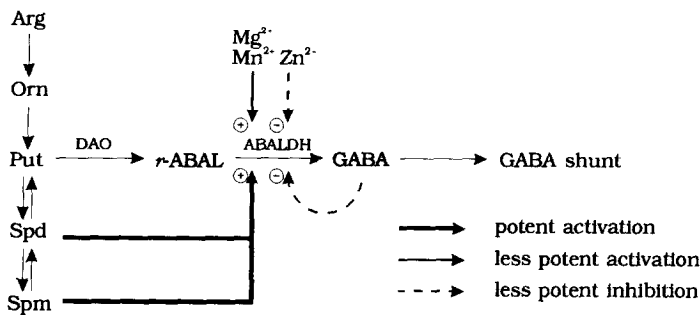 Arg
Mg²⁺
Mn²⁺ Zn²⁻
Orn
⊕ ⊖
Put DAO r-ABAL ABALDH GABA GABA shunt
⊕ ⊖
Spd
potent activation
less potent activation
Spm
less potent inhibition